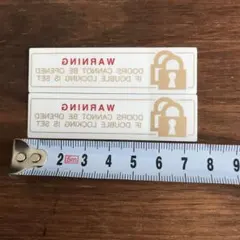 WARNING
DOORS CANNOT BE OPENED
IF DOUBLE LOCKING IS SET
WARNING
DOORS CANNOT BE OPENED
IF DOUBLE LOCKING IS SET
2 3 4 5 6 7 8 9